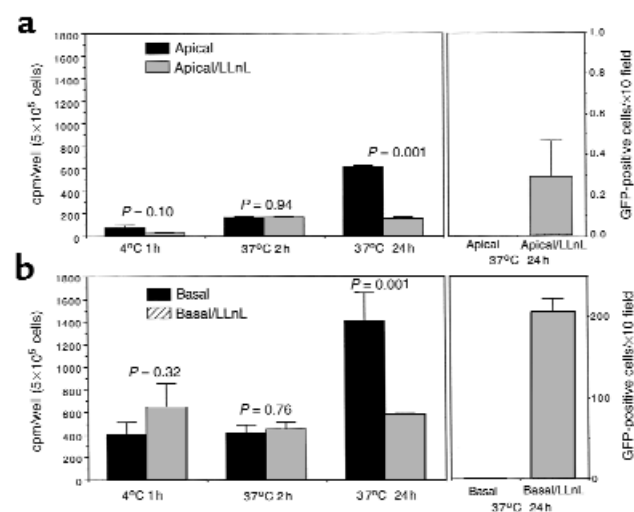 a
1800
1600
1400
1200
1000
800
600
400
200
0
cpm/well (5×10⁵ cells)
Apical
Apical/LLnL
P – 0.10
P = 0.94
P – 0.001
4°C 1h
37°C 2h
37°C 24h
1.0
0.8
0.6
0.4
0.2
0.0
GFP-positive cells/×10 field
Apical
Apical/LLnL
37°C 24h
b
1800
1600
1400
1200
1000
800
600
400
200
0
cpm/well (5×10⁵ cells)
Basal
Basal/LLnL
P – 0.32
P = 0.76
P = 0.001
4°C 1h
37°C 2h
37°C 24h
200
100
0
GFP-positive cells/×10 field
Basal
Basal/LLnL
37°C 24h